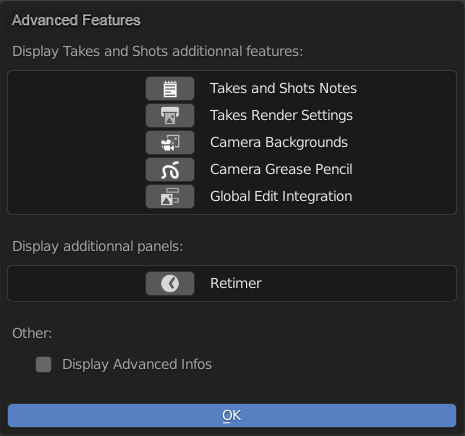 Advanced Features
Display Takes and Shots additionnal features:
Takes and Shots Notes
Takes Render Settings
Camera Backgrounds
Camera Grease Pencil
Global Edit Integration
Display additionnal panels:
Retimer
Other:
Display Advanced Infos
OK